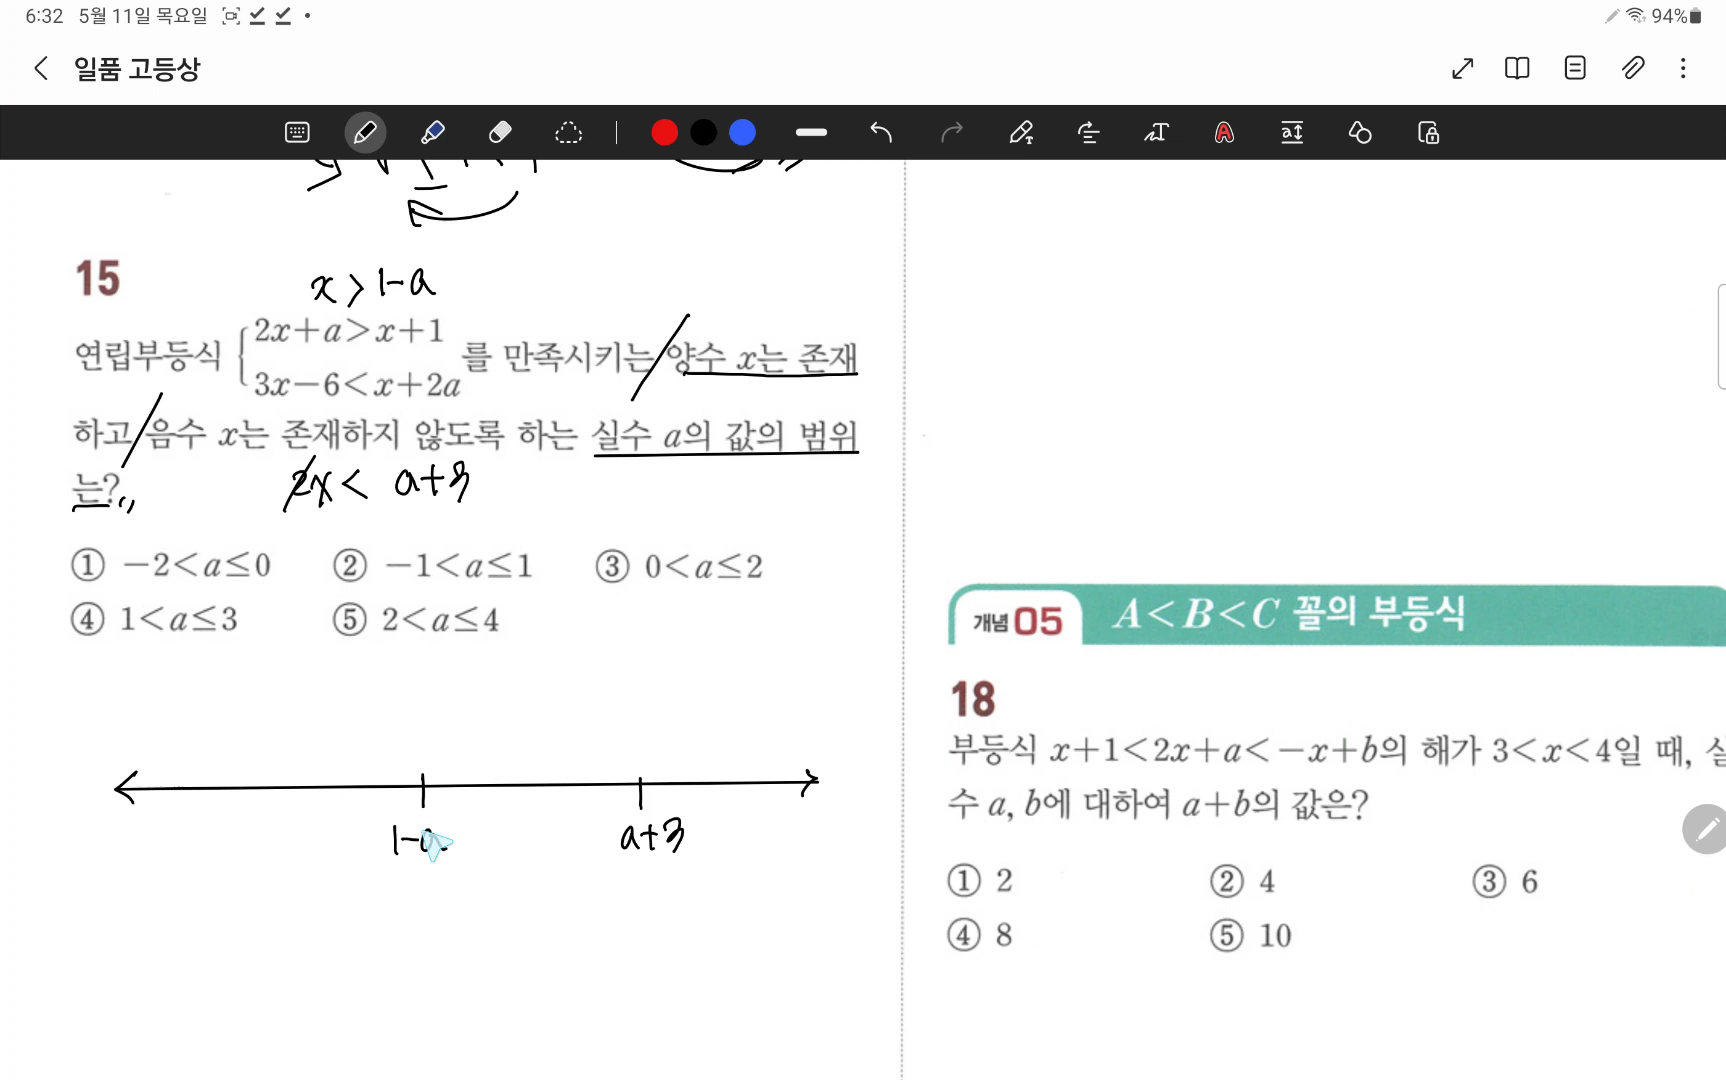 6:32 5월 11일 목요일
94%
일품 고등상
15
x > 1-a
연립부등식 { 2x+a>x+1
3x-6<x+2a 를 만족시키는 양수 x는 존재
하고 음수 x는 존재하지 않도록 하는 실수 a의 값의 범위
는?
2x < a+3
① -2<a≤0 ② -1<a≤1 ③ 0<a≤2
④ 1<a≤3 ⑤ 2<a≤4
1-a a+3
개념 05 A<B<C 꼴의 부등식
18
부등식 x+1<2x+a<-x+b의 해가 3<x<4일 때, 실
수 a, b에 대하여 a+b의 값은?
① 2 ② 4 ③ 6
④ 8 ⑤ 10